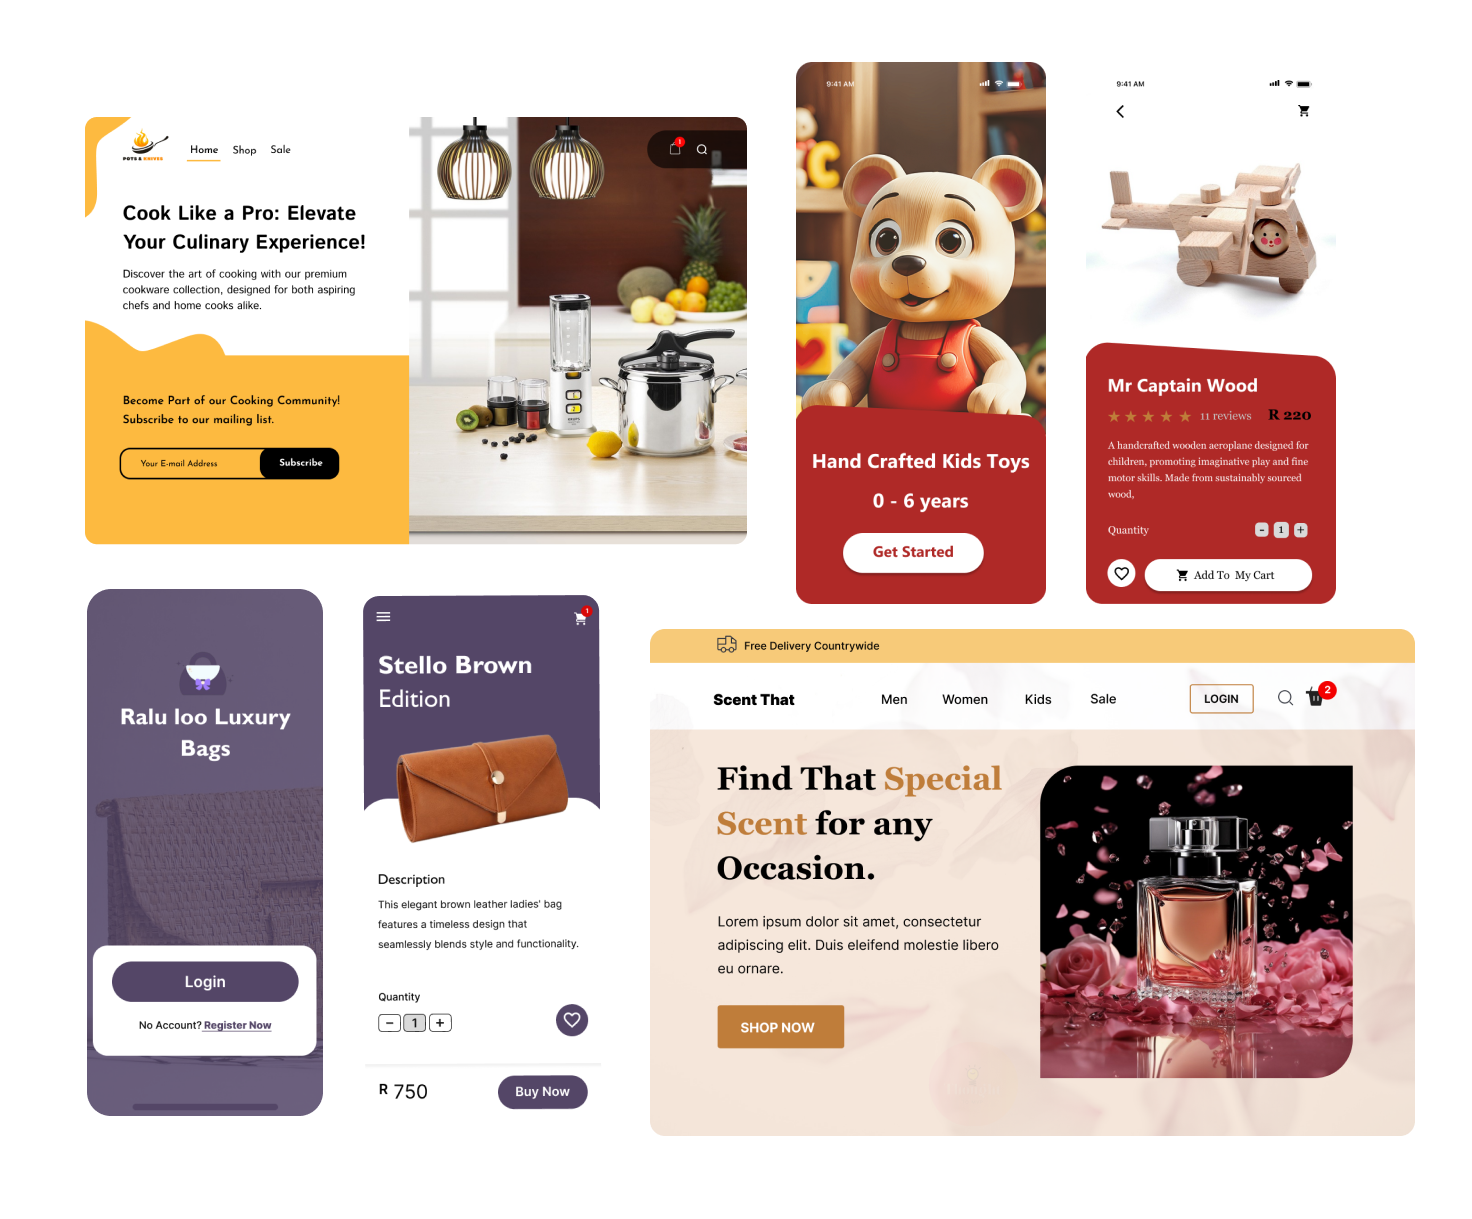 POTS & KNIVES
Home Shop Sale
1
Cook Like a Pro: Elevate
Your Culinary Experience!
Discover the art of cooking with our premium
cookware collection, designed for both aspiring
chefs and home cooks alike.
Become Part of our Cooking Community!
Subscribe to our mailing list.
Your E-mail Address Subscribe
9:41 AM
Hand Crafted Kids Toys
0 - 6 years
Get Started
9:41 AM
Mr Captain Wood
11 reviews R 220
A handcrafted wooden aeroplane designed for
children, promoting imaginative play and fine
motor skills. Made from sustainably sourced
wood,
Quantity - 1 +
Add To My Cart
Ralu loo Luxury
Bags
Login
No Account? Register Now
1
Stello Brown
Edition
Description
This elegant brown leather ladies' bag
features a timeless design that
seamlessly blends style and functionality.
Quantity
- 1 +
R 750 Buy Now
Free Delivery Countrywide
Scent That Men Women Kids Sale LOGIN 2
Find That Special
Scent for any
Occasion.
Lorem ipsum dolor sit amet, consectetur
adipiscing elit. Duis eleifend molestie libero
eu ornare.
SHOP NOW